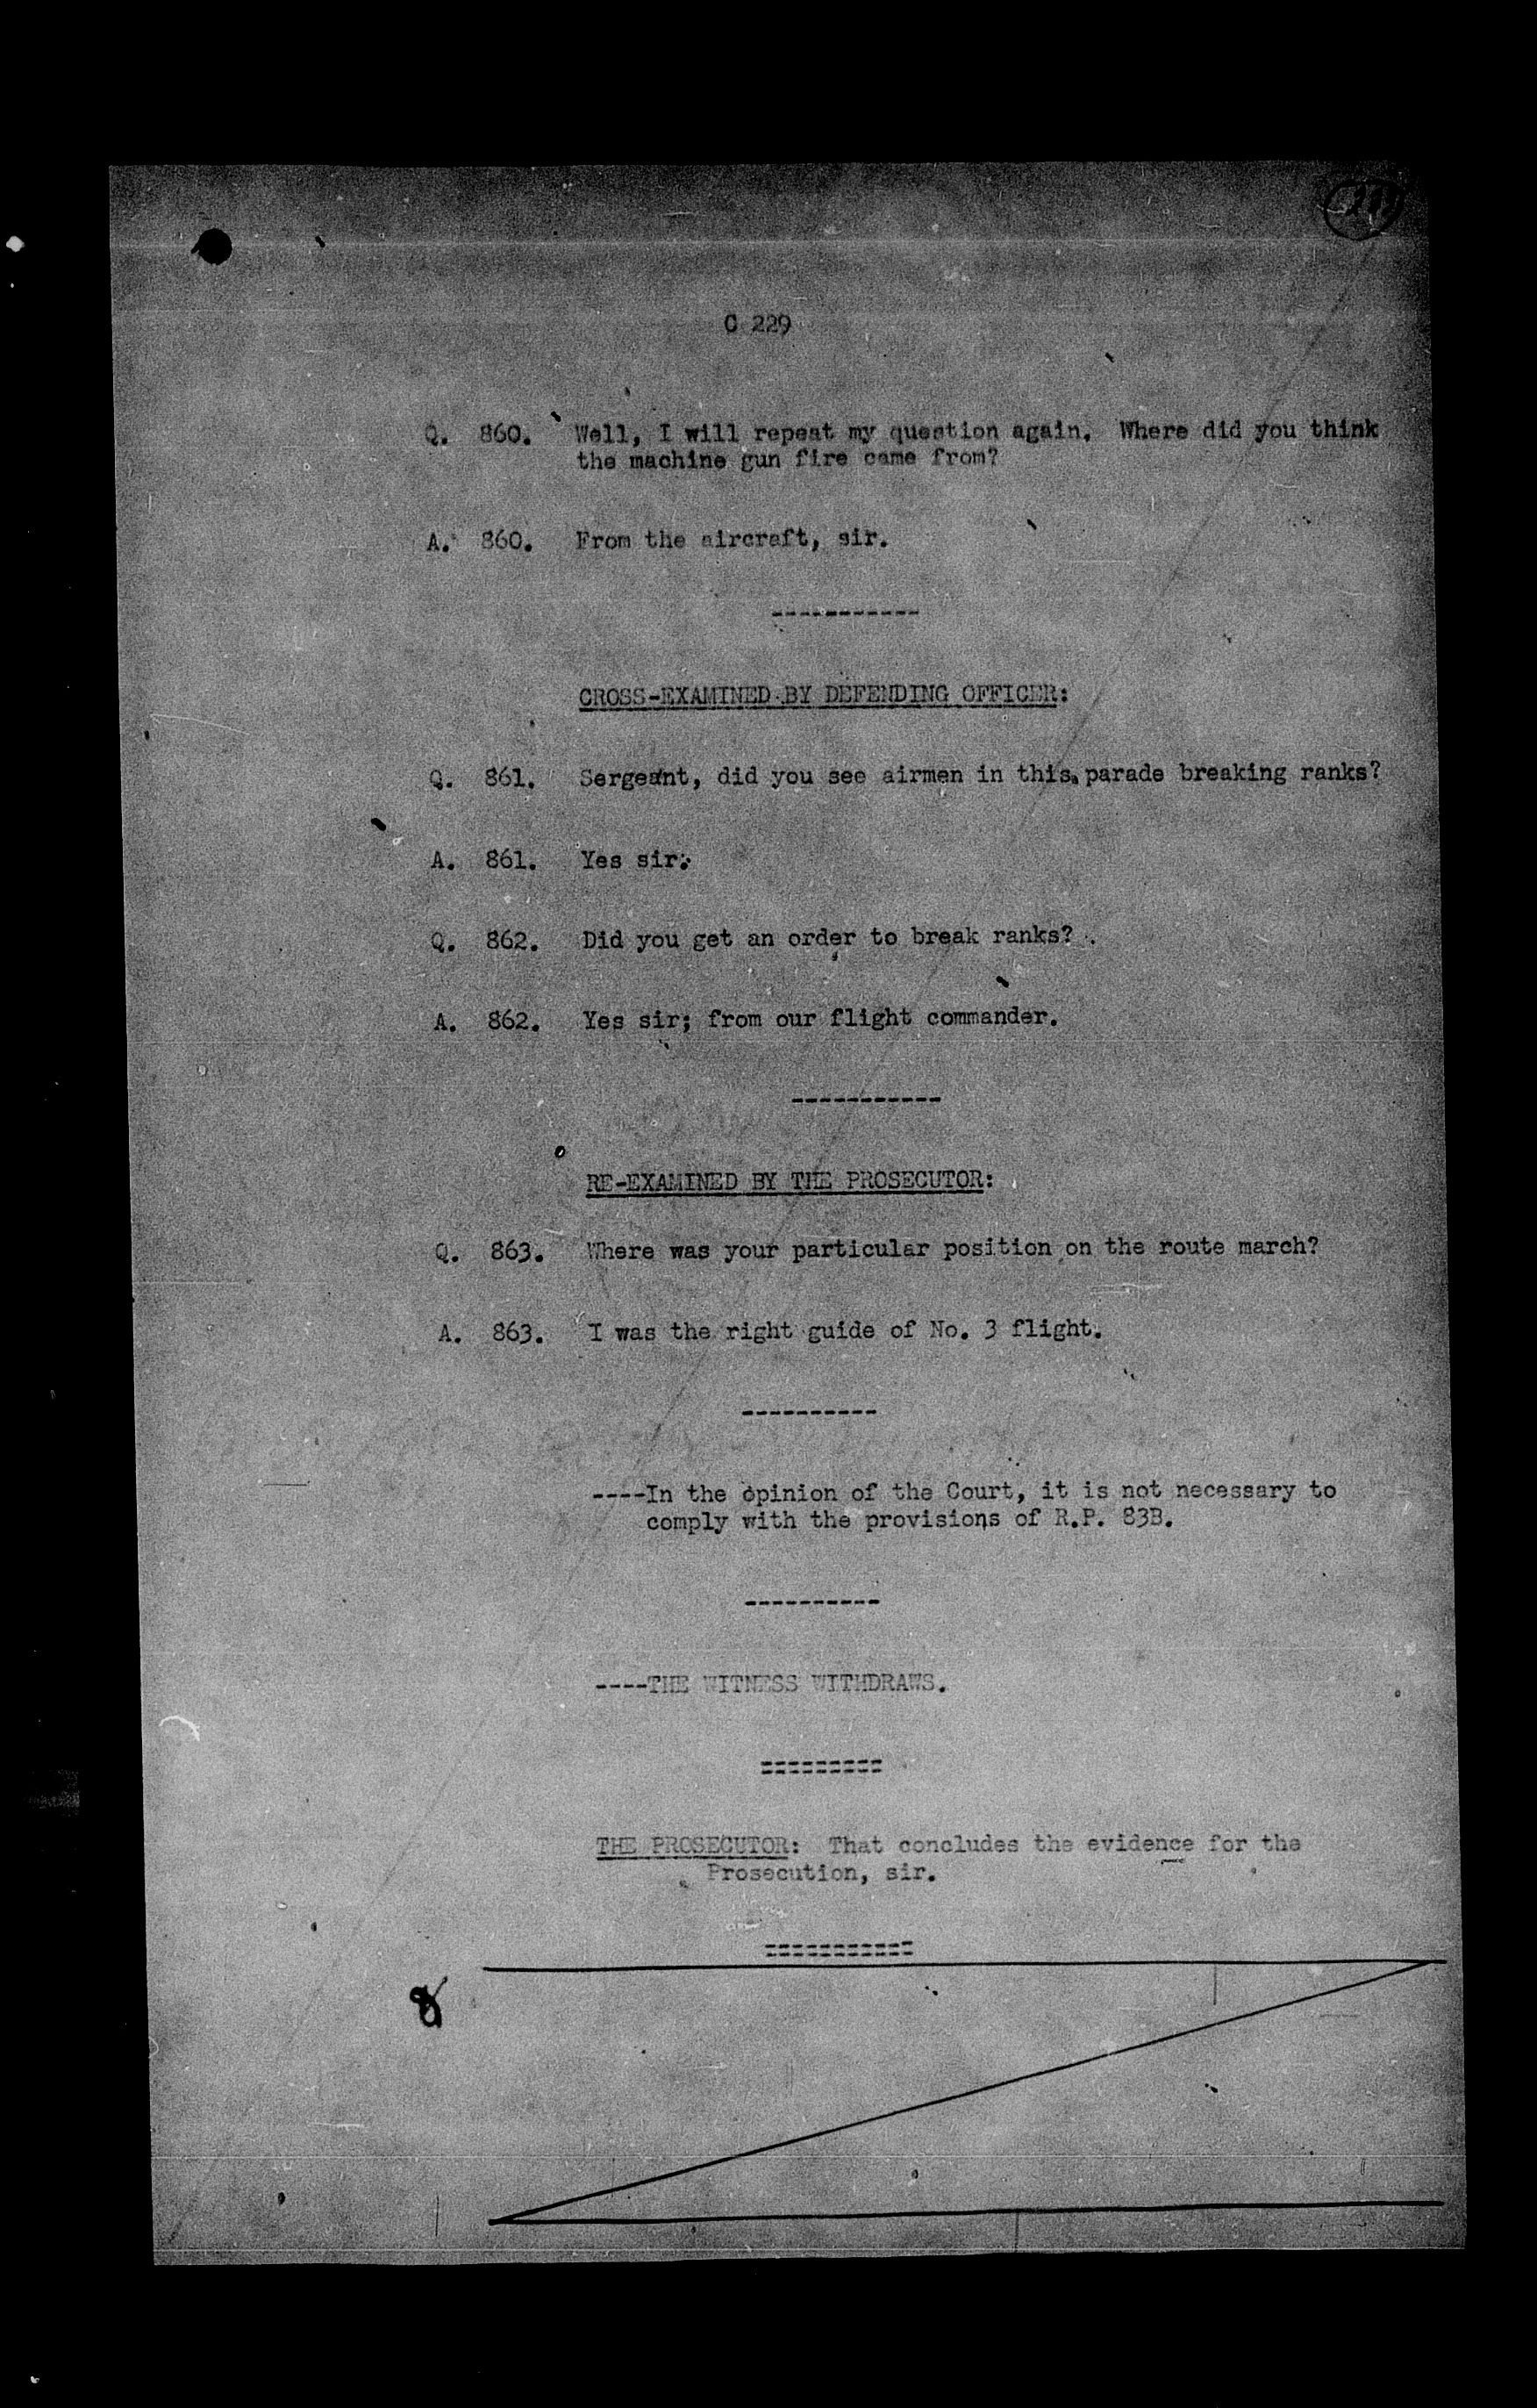 C 229
Q. 860. Well, I will repeat my question again. Where did you think
the machine gun fire came from?
A. 860. From the aircraft, sir.
-----------
CROSS-EXAMINED BY DEFENDING OFFICER:
Q. 861. Sergeant, did you see airmen in this parade breaking ranks?
A. 861. Yes sir.
Q. 862. Did you get an order to break ranks?
A. 862. Yes sir; from our flight commander.
-----------
RE-EXAMINED BY THE PROSECUTOR:
Q. 863. Where was your particular position on the route march?
A. 863. I was the right guide of No. 3 flight.
----------
----In the opinion of the Court, it is not necessary to
comply with the provisions of R.P. 83B.
----------
----THE WITNESS WITHDRAWS.
=========
THE PROSECUTOR: That concludes the evidence for the
Prosecution, sir.
===========